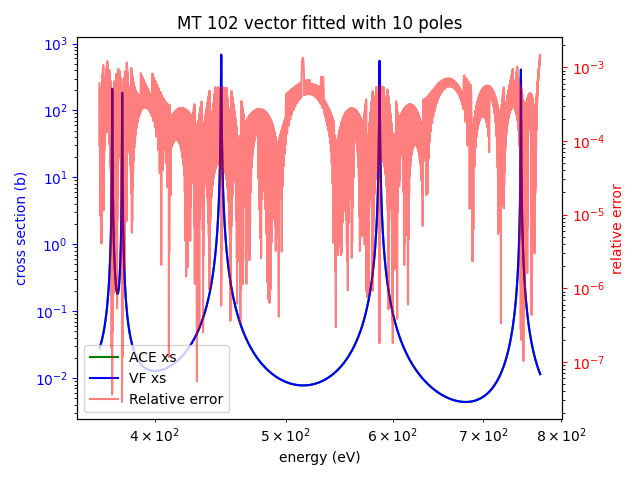 MT 102 vector fitted with 10 poles
10³
10²
10¹
10⁰
10⁻¹
10⁻²
cross section (b)
10⁻³
10⁻⁴
10⁻⁵
10⁻⁶
10⁻⁷
relative error
ACE xs
VF xs
Relative error
4 × 10²
5 × 10²
6 × 10²
7 × 10²
8 × 10²
energy (eV)